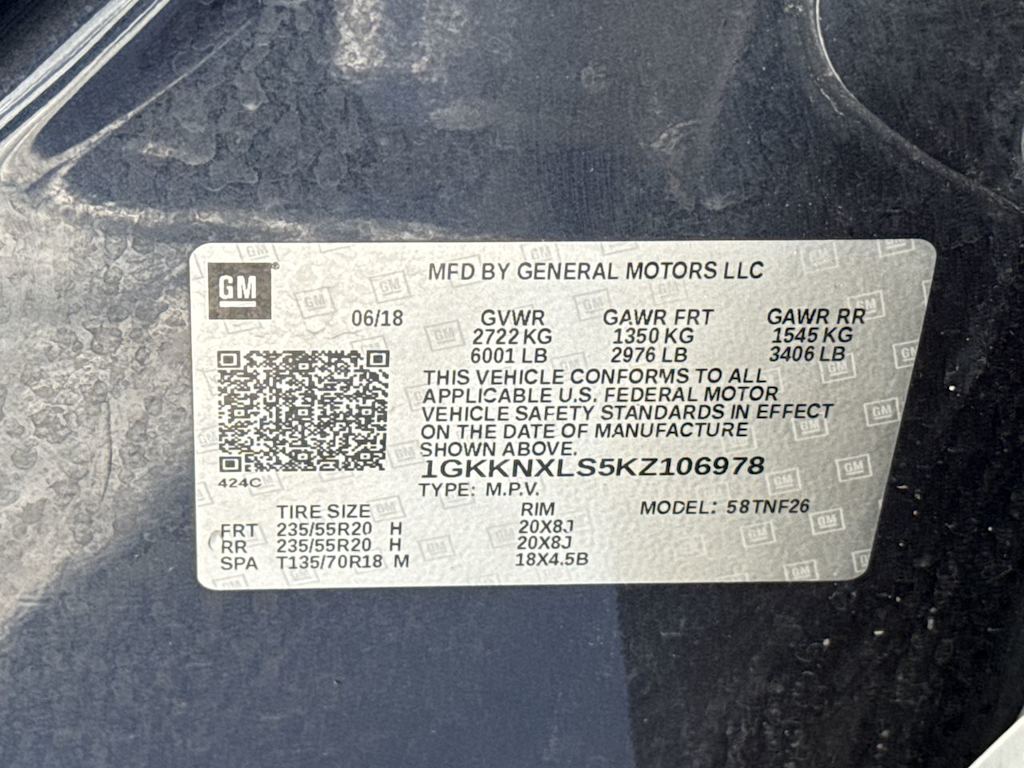 GM
MFD BY GENERAL MOTORS LLC
06/18 GVWR GAWR FRT GAWR RR
2722 KG 1350 KG 1545 KG
6001 LB 2976 LB 3406 LB
THIS VEHICLE CONFORMS TO ALL
APPLICABLE U.S. FEDERAL MOTOR
VEHICLE SAFETY STANDARDS IN EFFECT
ON THE DATE OF MANUFACTURE
SHOWN ABOVE.
1GKKNXLS5KZ106978
424C
TYPE: M.P.V.
MODEL: 58TNF26
TIRE SIZE RIM
FRT 235/55R20 H 20X8J
RR 235/55R20 H 20X8J
SPA T135/70R18 M 18X4.5B